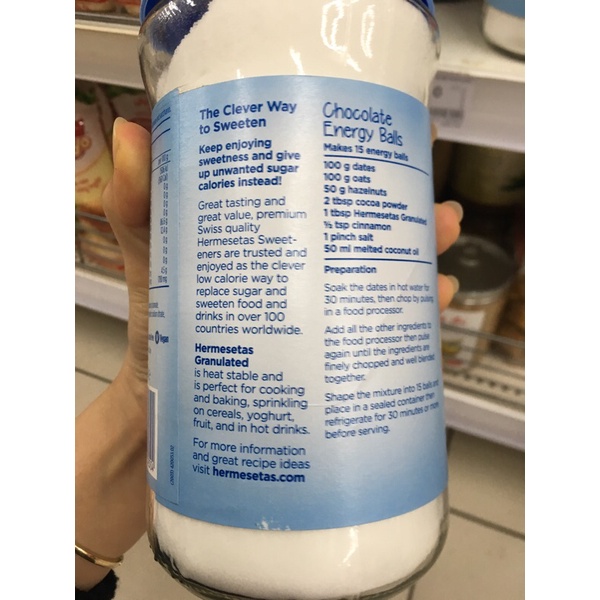 The Clever Way
to Sweeten
Keep enjoying
sweetness and give
up unwanted sugar
calories instead!
Great tasting and
great value, premium
Swiss quality
Hermesetas Sweet-
eners are trusted and
enjoyed as the clever
low calorie way to
replace sugar and
sweeten food and
drinks in over 100
countries worldwide.
Hermesetas
Granulated
is heat stable and
is perfect for cooking
and baking, sprinkling
on cereals, yoghurt,
fruit, and in hot drinks.
For more information
and great recipe ideas
visit hermesetas.com
Chocolate
Energy Balls
Makes 15 energy balls
100 g dates
100 g oats
50 g hazelnuts
2 tbsp cocoa powder
1 tbsp Hermesetas Granulated
½ tsp cinnamon
1 pinch salt
50 ml melted coconut oil
Preparation
Soak the dates in hot water for
30 minutes, then chop by pulsing
in a food processor.
Add all the other ingredients to
the food processor then pulse
again until the ingredients are
finely chopped and well blended
together.
Shape the mixture into 15 balls and
place in a sealed container then
refrigerate for 30 minutes or more
before serving.
Vegan